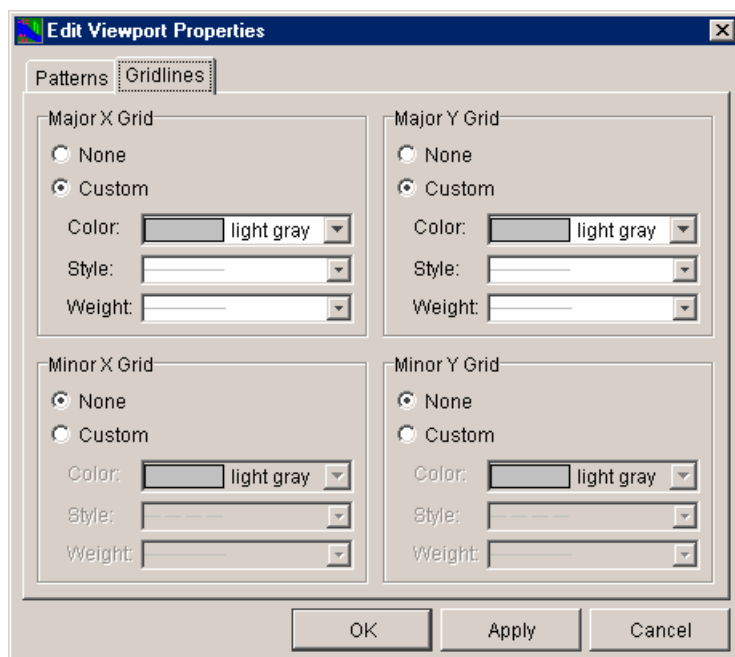 Edit Viewport Properties
Patterns
Gridlines
Major X Grid
None
Custom
Color:
light gray
Style:
Weight:
Major Y Grid
None
Custom
Color:
light gray
Style:
Weight:
Minor X Grid
None
Custom
Color:
light gray
Style:
Weight:
Minor Y Grid
None
Custom
Color:
light gray
Style:
Weight:
OK
Apply
Cancel